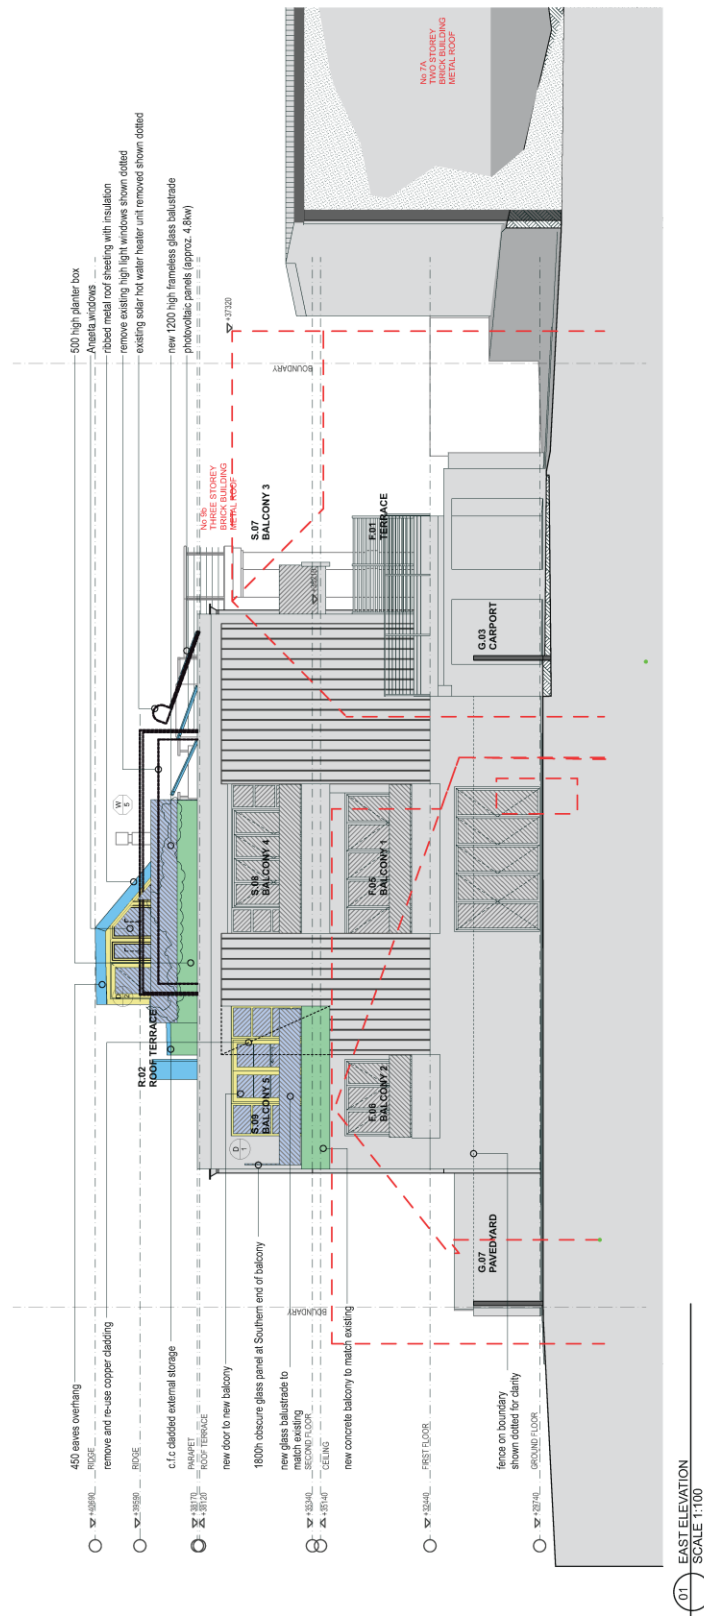 500 high planter box
Aneeta windows
ribbed metal roof sheeting with insulation
remove existing high light windows shown dotted
existing solar hot water heater unit removed shown dotted
new 1200 high frameless glass balustrade
photovoltaic panels (approx. 4.8kw)
450 eaves overhang
remove and re-use copper cladding
c.f.c cladded external storage
new door to new balcony
1800h obscure glass panel at Southern end of balcony
new glass balustrade to
match existing
new concrete balcony to match existing
fence on boundary
shown dotted for clarity
+42690
RIDGE
+39590
RIDGE
+38170
PARAPET
+38120
ROOF TERRACE
+35340
SECOND FLOOR
+35140
CEILING
+32440
FIRST FLOOR
+29740
GROUND FLOOR
BOUNDARY
BOUNDARY
+37320
No 7A
TWO STOREY
BRICK BUILDING
METAL ROOF
No 9b
THREE STOREY
BRICK BUILDING
METAL ROOF
R.02
ROOF TERRACE
S.09
BALCONY 5
S.08
BALCONY 4
S.07
BALCONY 3
F.06
BALCONY 2
F.05
BALCONY 1
F.01
TERRACE
G.07
PAVEDYARD
G.03
CARPORT
D
1
W
5
01
EAST ELEVATION
SCALE 1:100